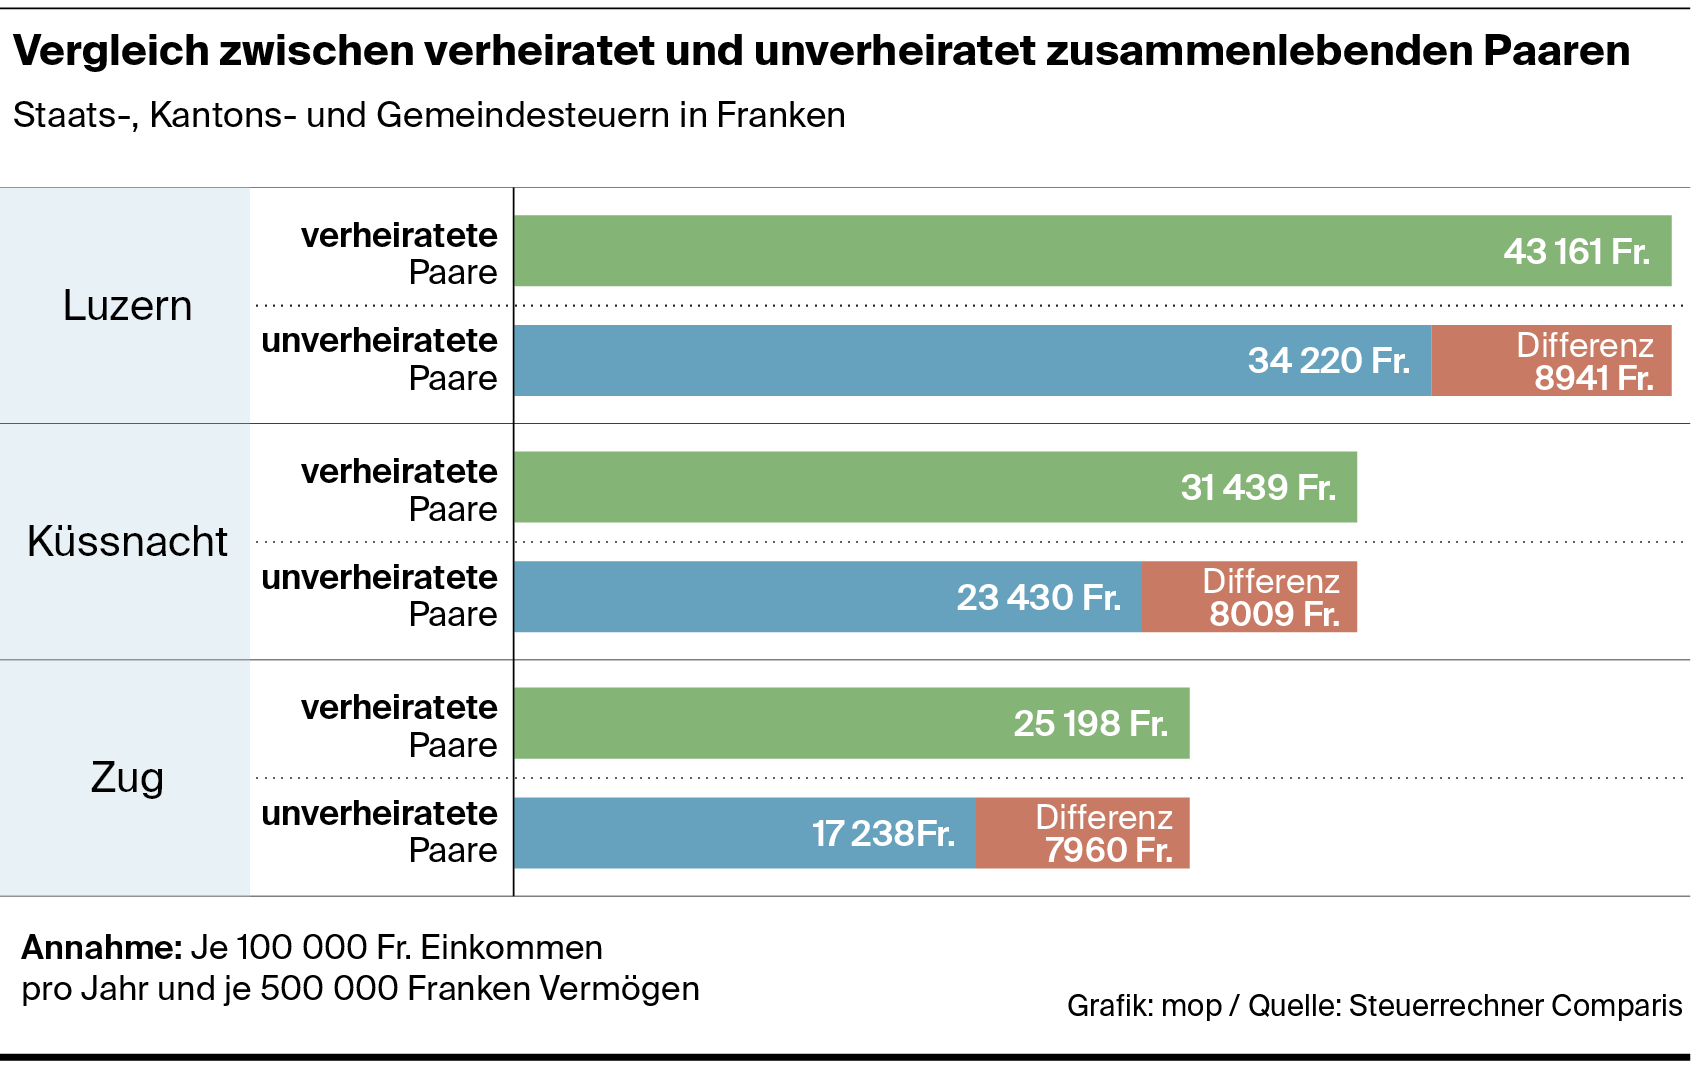 Vergleich zwischen verheiratet und unverheiratet zusammenlebenden Paaren
Staats-, Kantons- und Gemeindesteuern in Franken
Luzern
verheiratete
Paare
43 161 Fr.
unverheiratete
Paare
34 220 Fr.
Differenz
8941 Fr.
Küssnacht
verheiratete
Paare
31 439 Fr.
unverheiratete
Paare
23 430 Fr.
Differenz
8009 Fr.
Zug
verheiratete
Paare
25 198 Fr.
unverheiratete
Paare
17 238Fr.
Differenz
7960 Fr.
Annahme: Je 100 000 Fr. Einkommen
pro Jahr und je 500 000 Franken Vermögen
Grafik: mop / Quelle: Steuerrechner Comparis